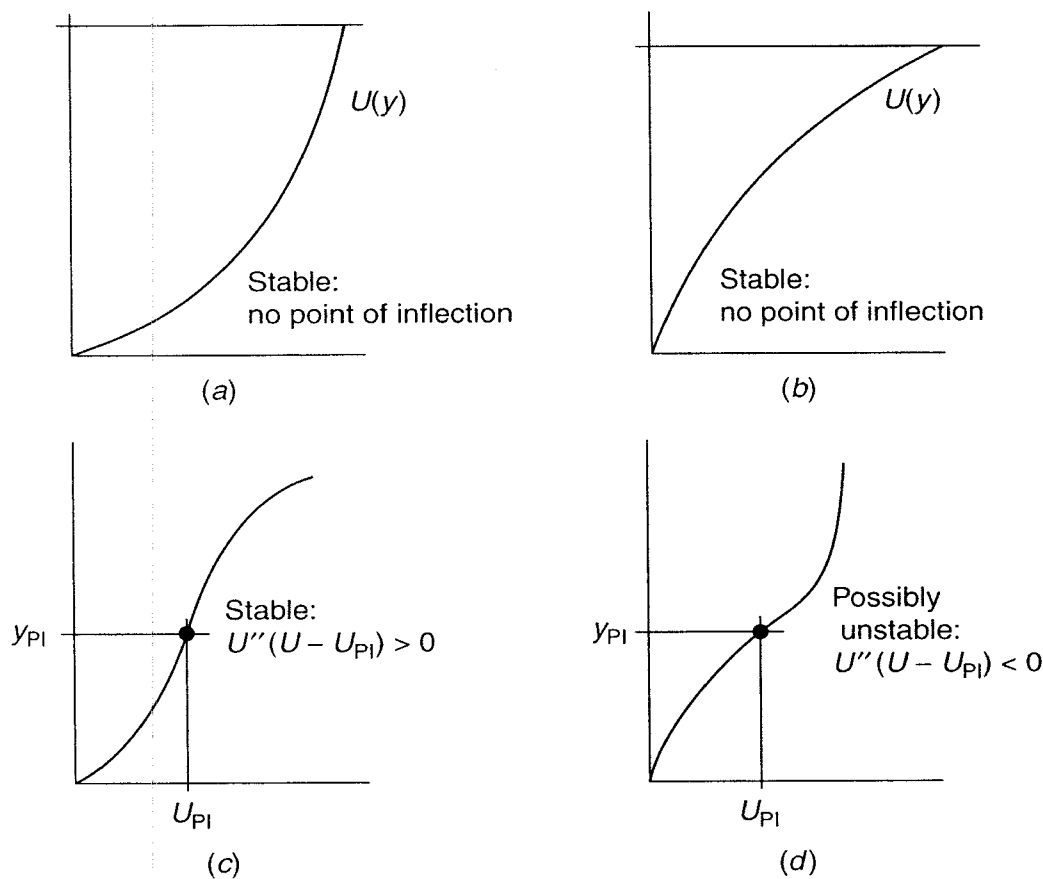 U(y)
Stable:
no point of inflection
(a)
U(y)
Stable:
no point of inflection
(b)
Stable:
U″(U – U_PI) > 0
y_PI
U_PI
(c)
Possibly
unstable:
U″(U – U_PI) < 0
y_PI
U_PI
(d)